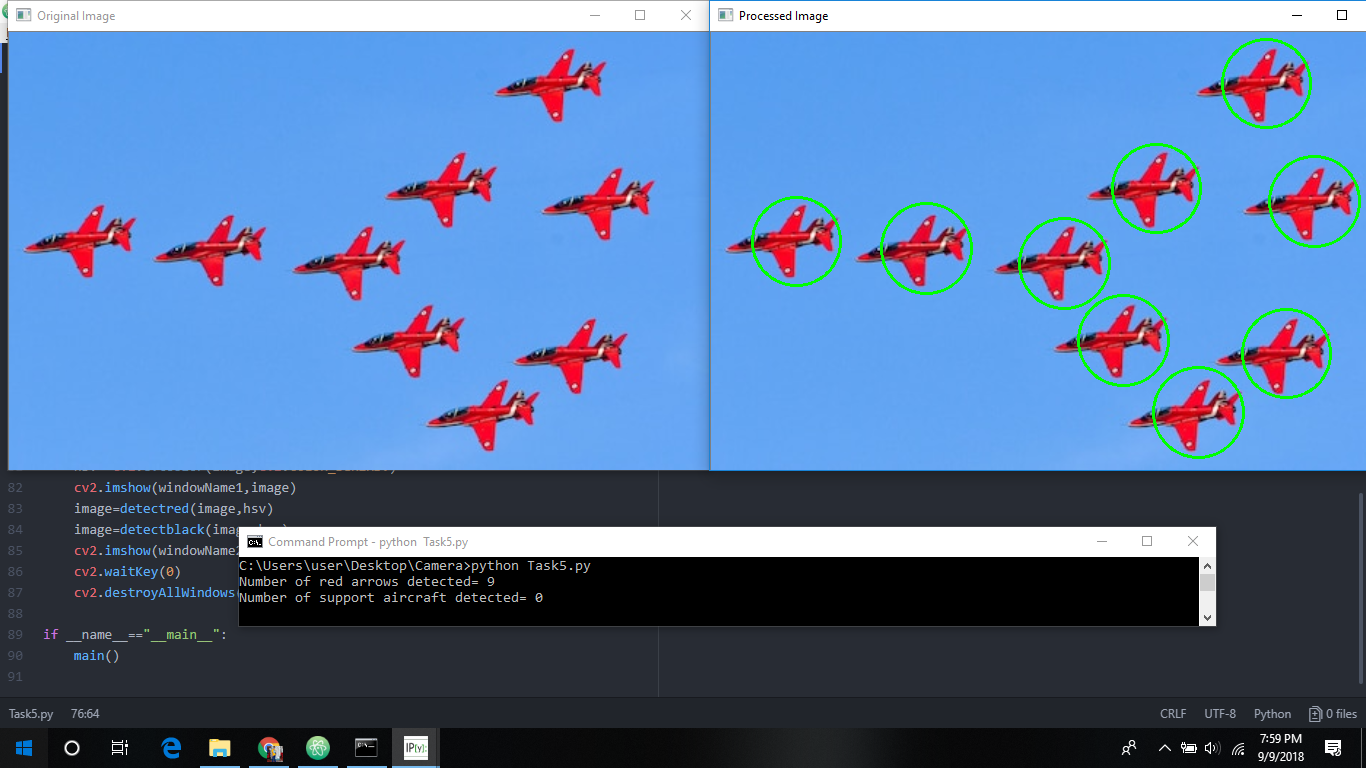 Original Image
Processed Image
82 cv2.imshow(windowName1,image)
83 image=detectred(image,hsv)
84 image=detectblack(imag
85 cv2.imshow(windowName
86 cv2.waitKey(0)
87 cv2.destroyAllWindows
88
89 if __name__=="__main__":
90 main()
91
Command Prompt - python  Task5.py
C:\Users\user\Desktop\Camera>python Task5.py
Number of red arrows detected= 9
Number of support aircraft detected= 0
Task5.py 76:64
CRLF UTF-8 Python 0 files
IP[y]:
7:59 PM
9/9/2018